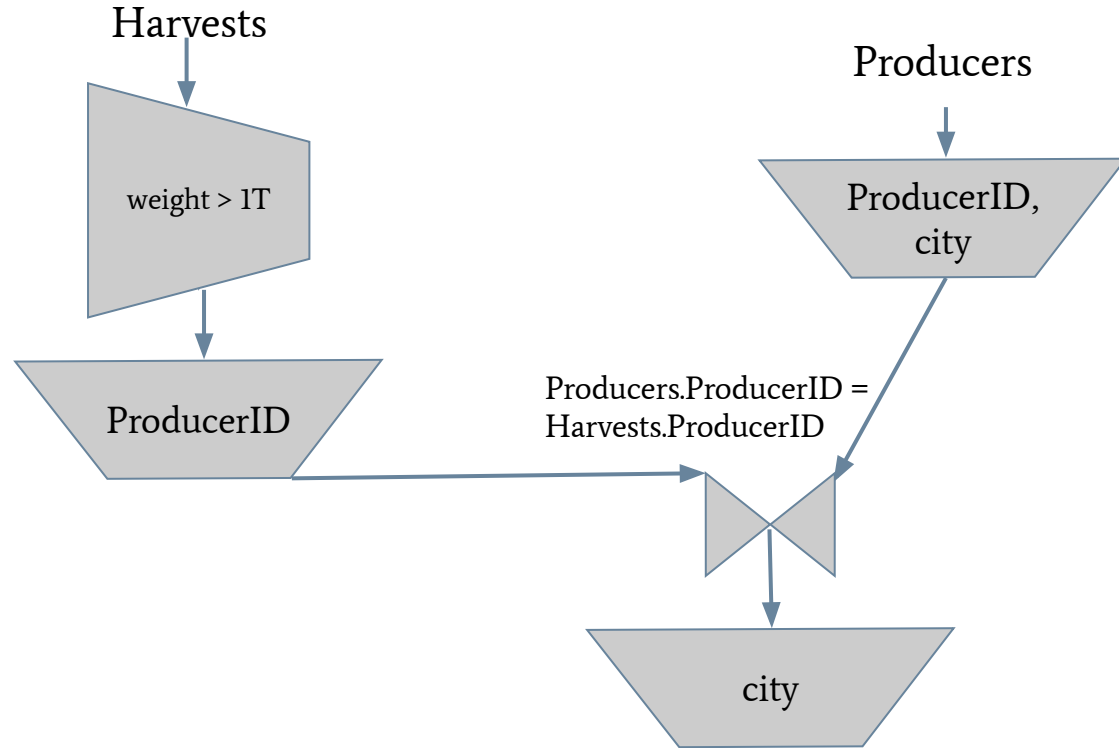 Harvests
Producers
weight > 1T
ProducerID,
city
Producers.ProducerID =
Harvests.ProducerID
ProducerID
city